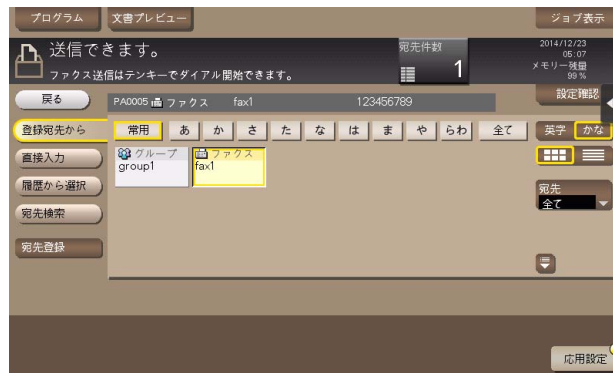 プログラム
文書プレビュー
ジョブ表示
送信できます。
ファクス送信はテンキーでダイアル開始できます。
宛先件数
1
2014/12/23
05:07
メモリー残量
99 %
戻る
PA0005 ファクス fax1 123456789
設定確認
登録宛先から
常用 あ か さ た な は ま や らわ 全て
英字 かな
直接入力
グループ
group1
ファクス
fax1
履歴から選択
宛先
全て
宛先検索
宛先登録
応用設定